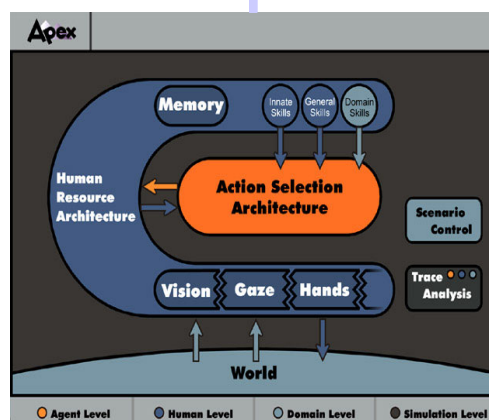 Apex
Memory
Innate
Skills
General
Skills
Domain
Skills
Human
Resource
Architecture
Action Selection
Architecture
Scenario
Control
Vision
Gaze
Hands
Trace
Analysis
World
Agent Level
Human Level
Domain Level
Simulation Level